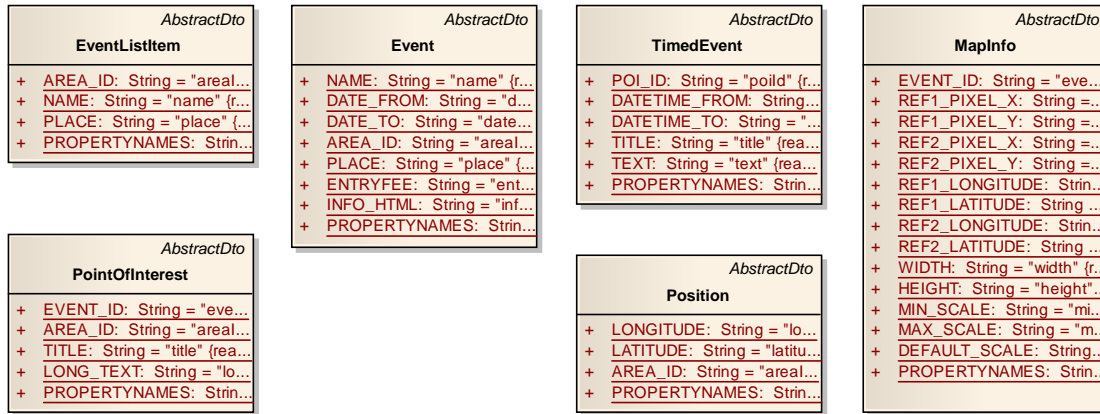 AbstractDto
EventListItem
+ AREA_ID: String = "areaI...
+ NAME: String = "name" {r...
+ PLACE: String = "place" {...
+ PROPERTYNAMES: Strin...
AbstractDto
Event
+ NAME: String = "name" {r...
+ DATE_FROM: String = "d...
+ DATE_TO: String = "date...
+ AREA_ID: String = "areaI...
+ PLACE: String = "place" {...
+ ENTRYFEE: String = "ent...
+ INFO_HTML: String = "inf...
+ PROPERTYNAMES: Strin...
AbstractDto
TimedEvent
+ POI_ID: String = "poiId" {r...
+ DATETIME_FROM: String...
+ DATETIME_TO: String = "...
+ TITLE: String = "title" {rea...
+ TEXT: String = "text" {rea...
+ PROPERTYNAMES: Strin...
AbstractDto
MapInfo
+ EVENT_ID: String = "eve...
+ REF1_PIXEL_X: String =...
+ REF1_PIXEL_Y: String =...
+ REF2_PIXEL_X: String =...
+ REF2_PIXEL_Y: String =...
+ REF1_LONGITUDE: Strin...
+ REF1_LATITUDE: String ...
+ REF2_LONGITUDE: Strin...
+ REF2_LATITUDE: String ...
+ WIDTH: String = "width" {r...
+ HEIGHT: String = "height"...
+ MIN_SCALE: String = "mi...
+ MAX_SCALE: String = "m...
+ DEFAULT_SCALE: String...
+ PROPERTYNAMES: Strin...
AbstractDto
PointOfInterest
+ EVENT_ID: String = "eve...
+ AREA_ID: String = "areaI...
+ TITLE: String = "title" {rea...
+ LONG_TEXT: String = "lo...
+ PROPERTYNAMES: Strin...
AbstractDto
Position
+ LONGITUDE: String = "lo...
+ LATITUDE: String = "latitu...
+ AREA_ID: String = "areaI...
+ PROPERTYNAMES: Strin...